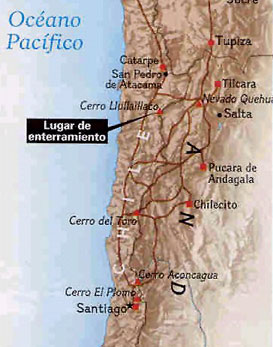 Sucre
Océano
Pacífico
Tupiza
Catarpe
San Pedro
de Atacama
Tilcara
Cerro Llullaillaco
Nevado Quehua
Salta
Lugar de
enterramiento
CHILE
AND
Pucara de
Andagala
Chilecito
Cerro del Toro
Cerro Aconcagua
Cerro El Plomo
Santiago